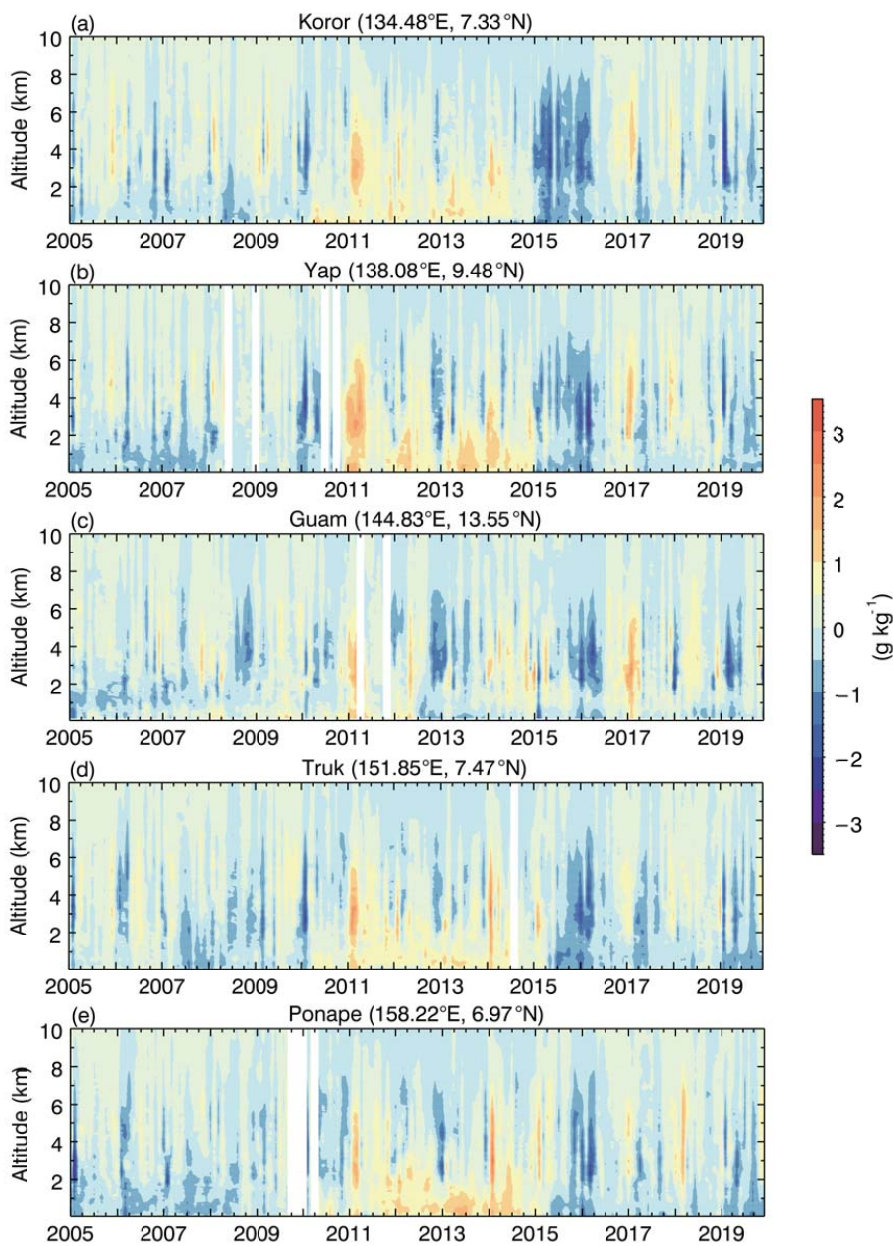 (a) Koror (134.48°E, 7.33°N)
Altitude (km)
10
8
6
4
2
2005 2007 2009 2011 2013 2015 2017 2019
(b) Yap (138.08°E, 9.48°N)
Altitude (km)
10
8
6
4
2
2005 2007 2009 2011 2013 2015 2017 2019
(c) Guam (144.83°E, 13.55°N)
Altitude (km)
10
8
6
4
2
2005 2007 2009 2011 2013 2015 2017 2019
(d) Truk (151.85°E, 7.47°N)
Altitude (km)
10
8
6
4
2
2005 2007 2009 2011 2013 2015 2017 2019
(e) Ponape (158.22°E, 6.97°N)
Altitude (km)
10
8
6
4
2
2005 2007 2009 2011 2013 2015 2017 2019
3
2
1
0
−1
−2
−3
(g kg⁻¹)